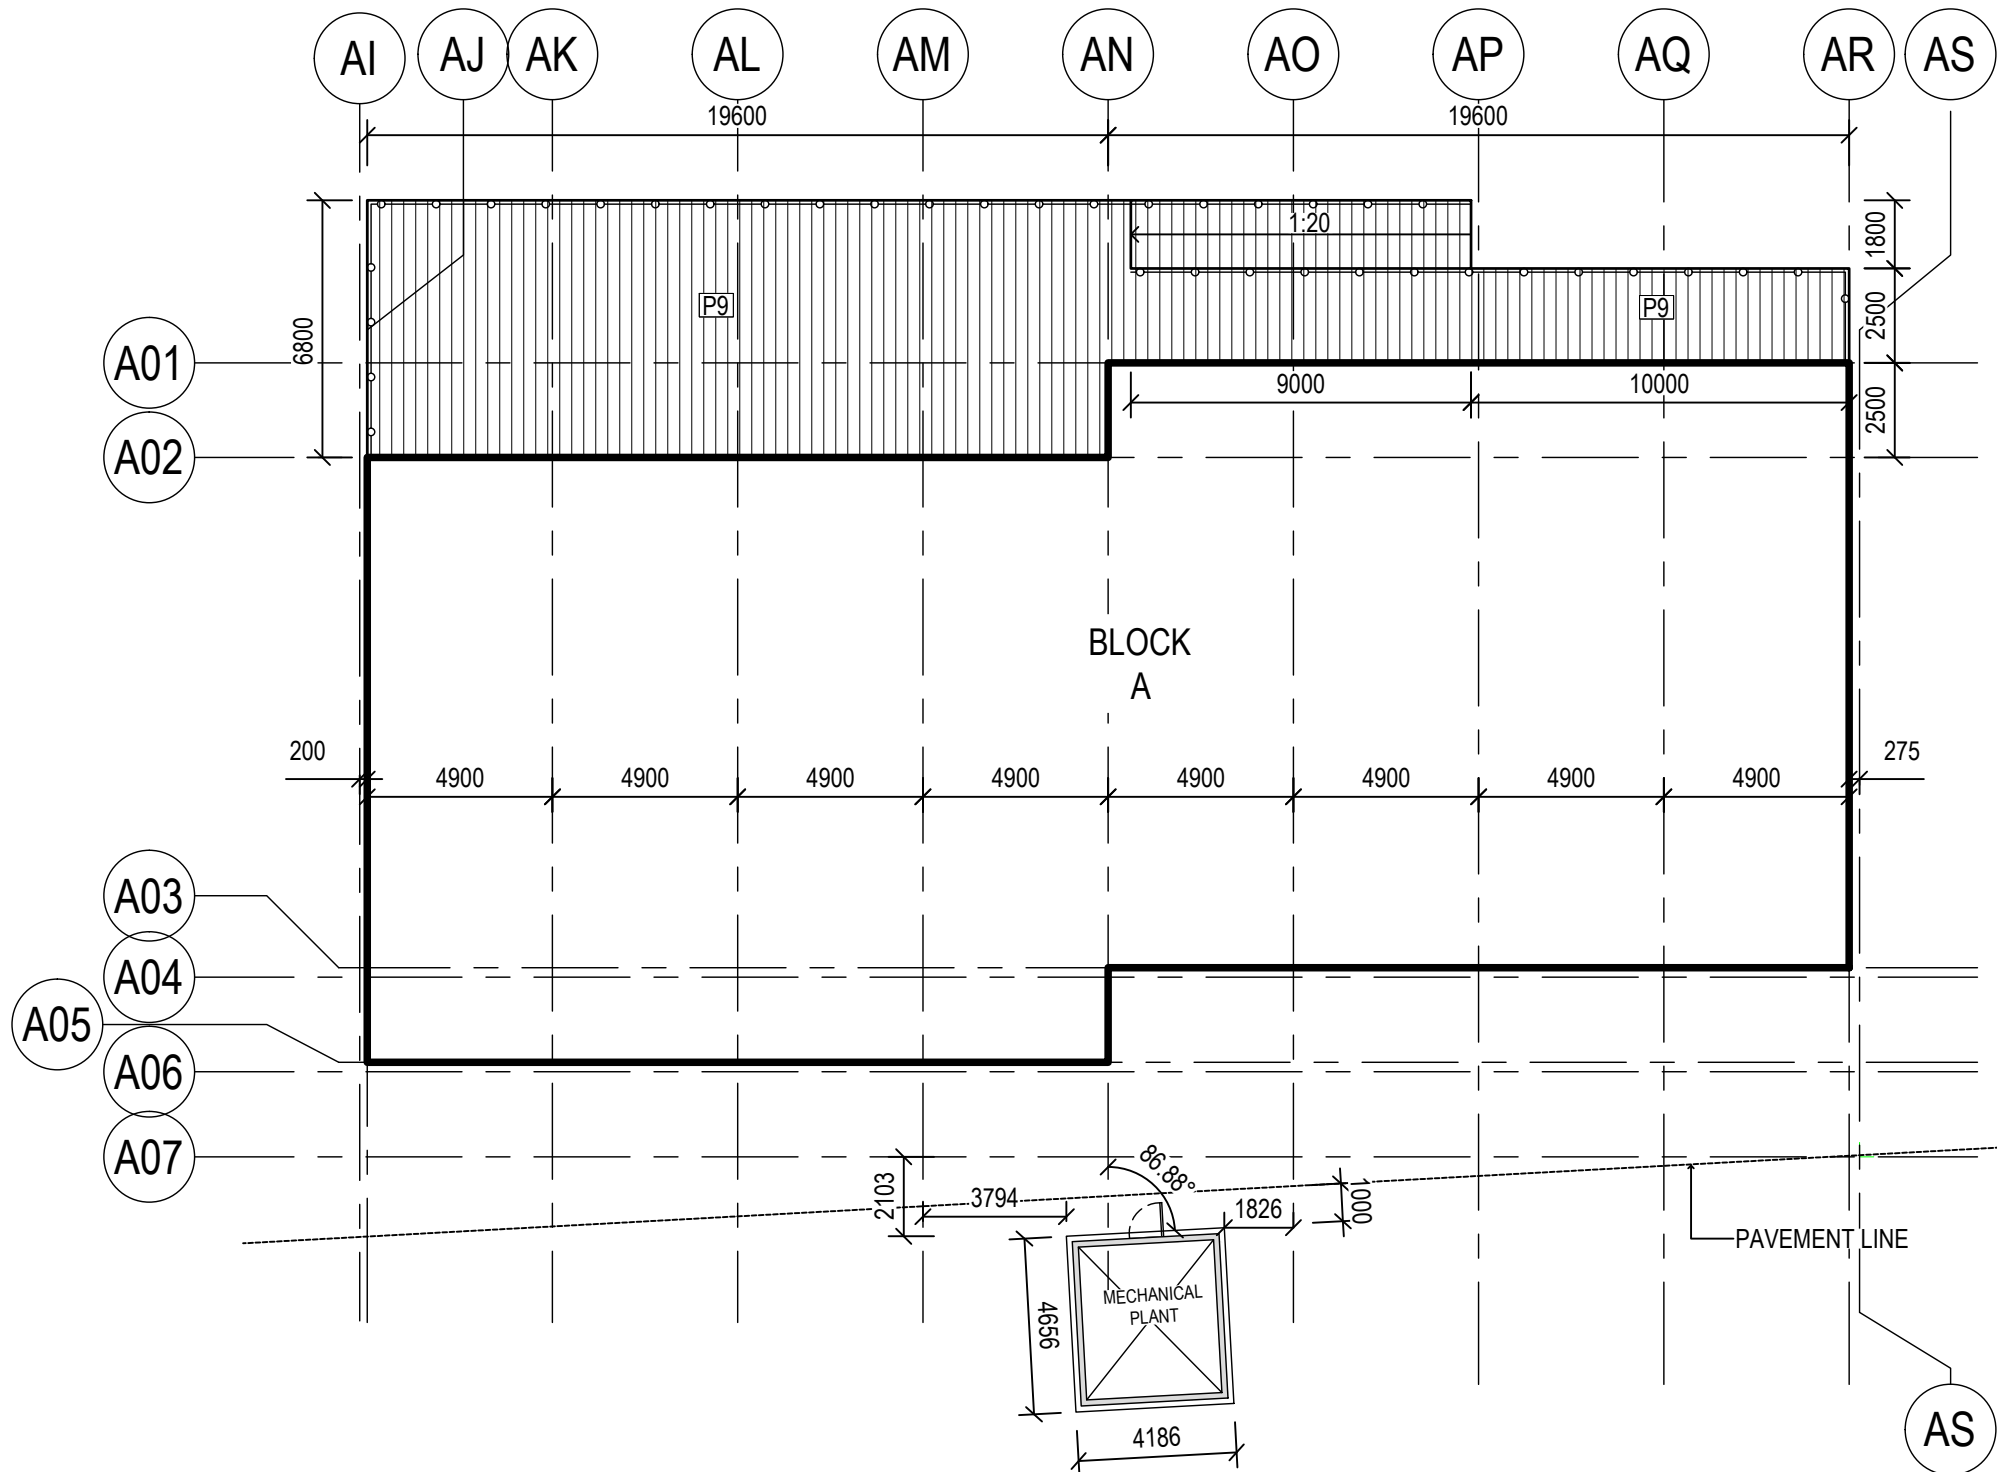 AI AJ AK AL AM AN AO AP AQ AR AS
19600 19600
1:20
1800
P9 P9
2500
6800
A01
9000 10000
2500
A02
BLOCK
A
200 275
4900 4900 4900 4900 4900 4900 4900 4900
A03
A04
A05
A06
A07
86.88°
2103 3794 1826 1000
PAVEMENT LINE
MECHANICAL
PLANT
4656
4186
AS